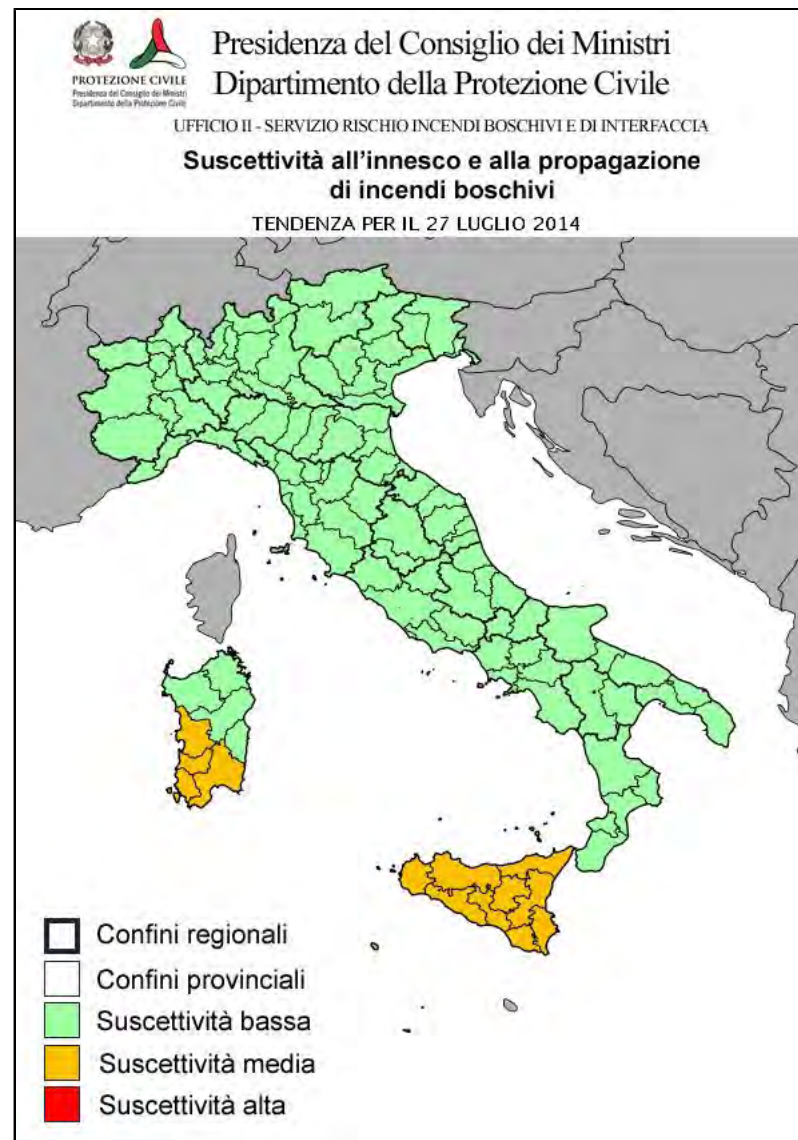 PROTEZIONE CIVILE
Presidenza del Consiglio dei Ministri
Dipartimento della Protezione Civile
Presidenza del Consiglio dei Ministri
Dipartimento della Protezione Civile
UFFICIO II - SERVIZIO RISCHIO INCENDI BOSCHIVI E DI INTERFACCIA
Suscettività all'innesco e alla propagazione
di incendi boschivi
TENDENZA PER IL 27 LUGLIO 2014
Confini regionali
Confini provinciali
Suscettività bassa
Suscettività media
Suscettività alta